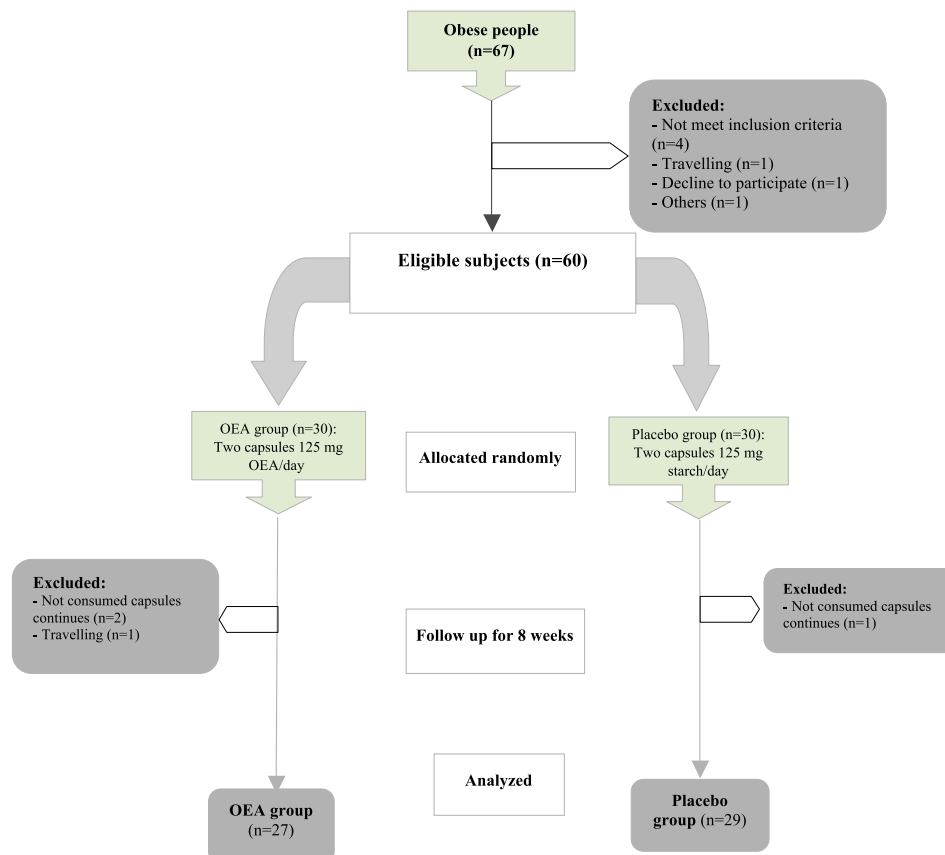 Obese people
(n=67)
Excluded:
- Not meet inclusion criteria
(n=4)
- Travelling (n=1)
- Decline to participate (n=1)
- Others (n=1)
Eligible subjects (n=60)
OEA group (n=30):
Two capsules 125 mg
OEA/day
Allocated randomly
Placebo group (n=30):
Two capsules 125 mg
starch/day
Excluded:
- Not consumed capsules
continues (n=2)
- Travelling (n=1)
Follow up for 8 weeks
Excluded:
- Not consumed capsules
continues (n=1)
Analyzed
OEA group
(n=27)
Placebo
group (n=29)